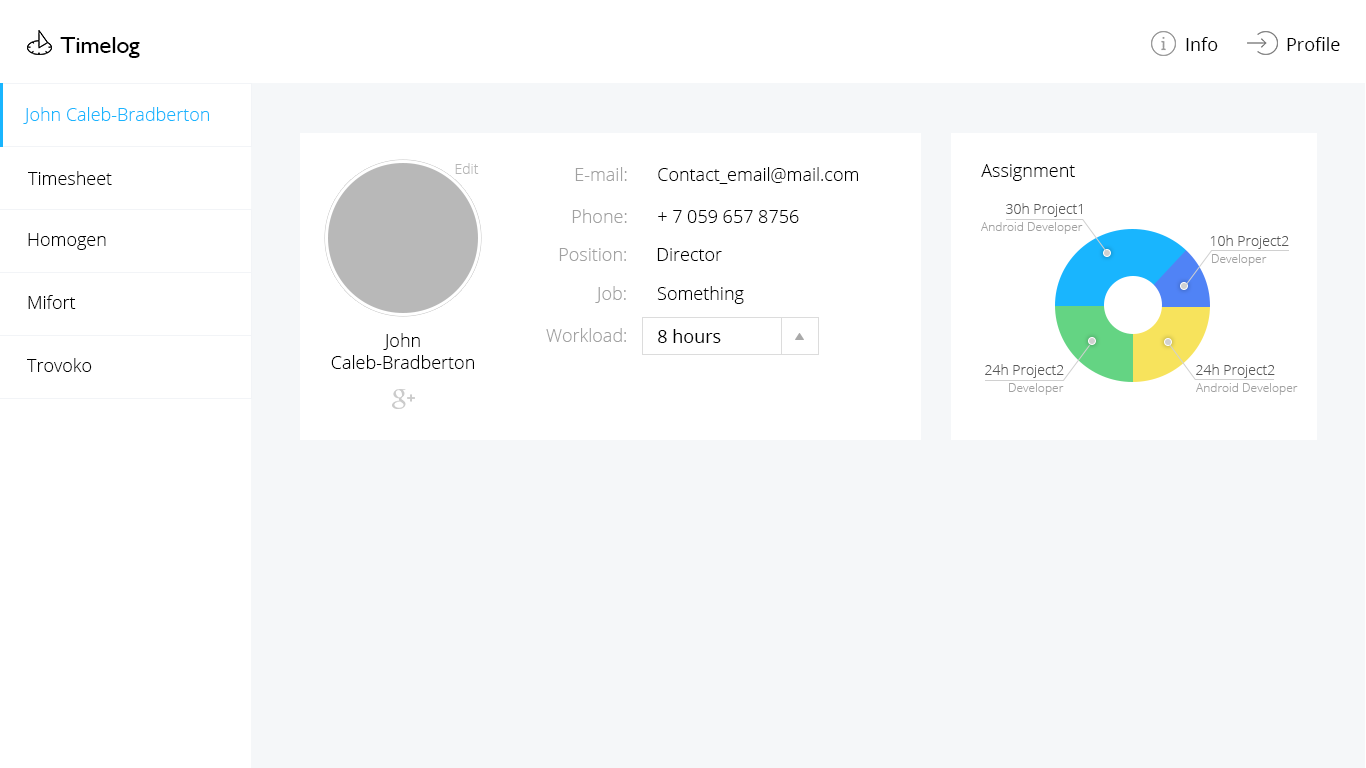 Timelog
Info
Profile
John Caleb-Bradberton
Timesheet
Homogen
Mifort
Trovoko
Edit
John
Caleb-Bradberton
g+
E-mail: Contact_email@mail.com
Phone: + 7 059 657 8756
Position: Director
Job: Something
Workload: 8 hours
Assignment
30h Project1
Android Developer
10h Project2
Developer
24h Project2
Developer
24h Project2
Android Developer